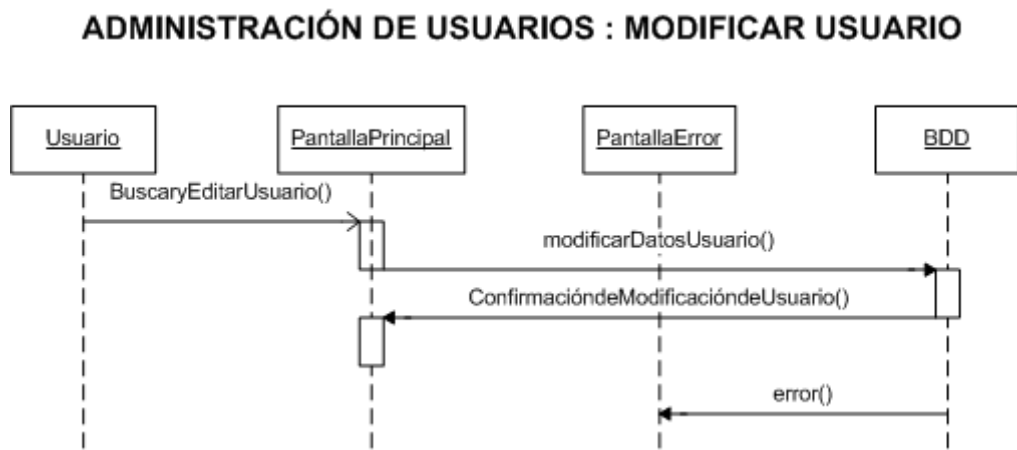 ADMINISTRACIÓN DE USUARIOS : MODIFICAR USUARIO
Usuario
PantallaPrincipal
PantallaError
BDD
BuscaryEditarUsuario()
modificarDatosUsuario()
ConfirmacióndeModificacióndeUsuario()
error()